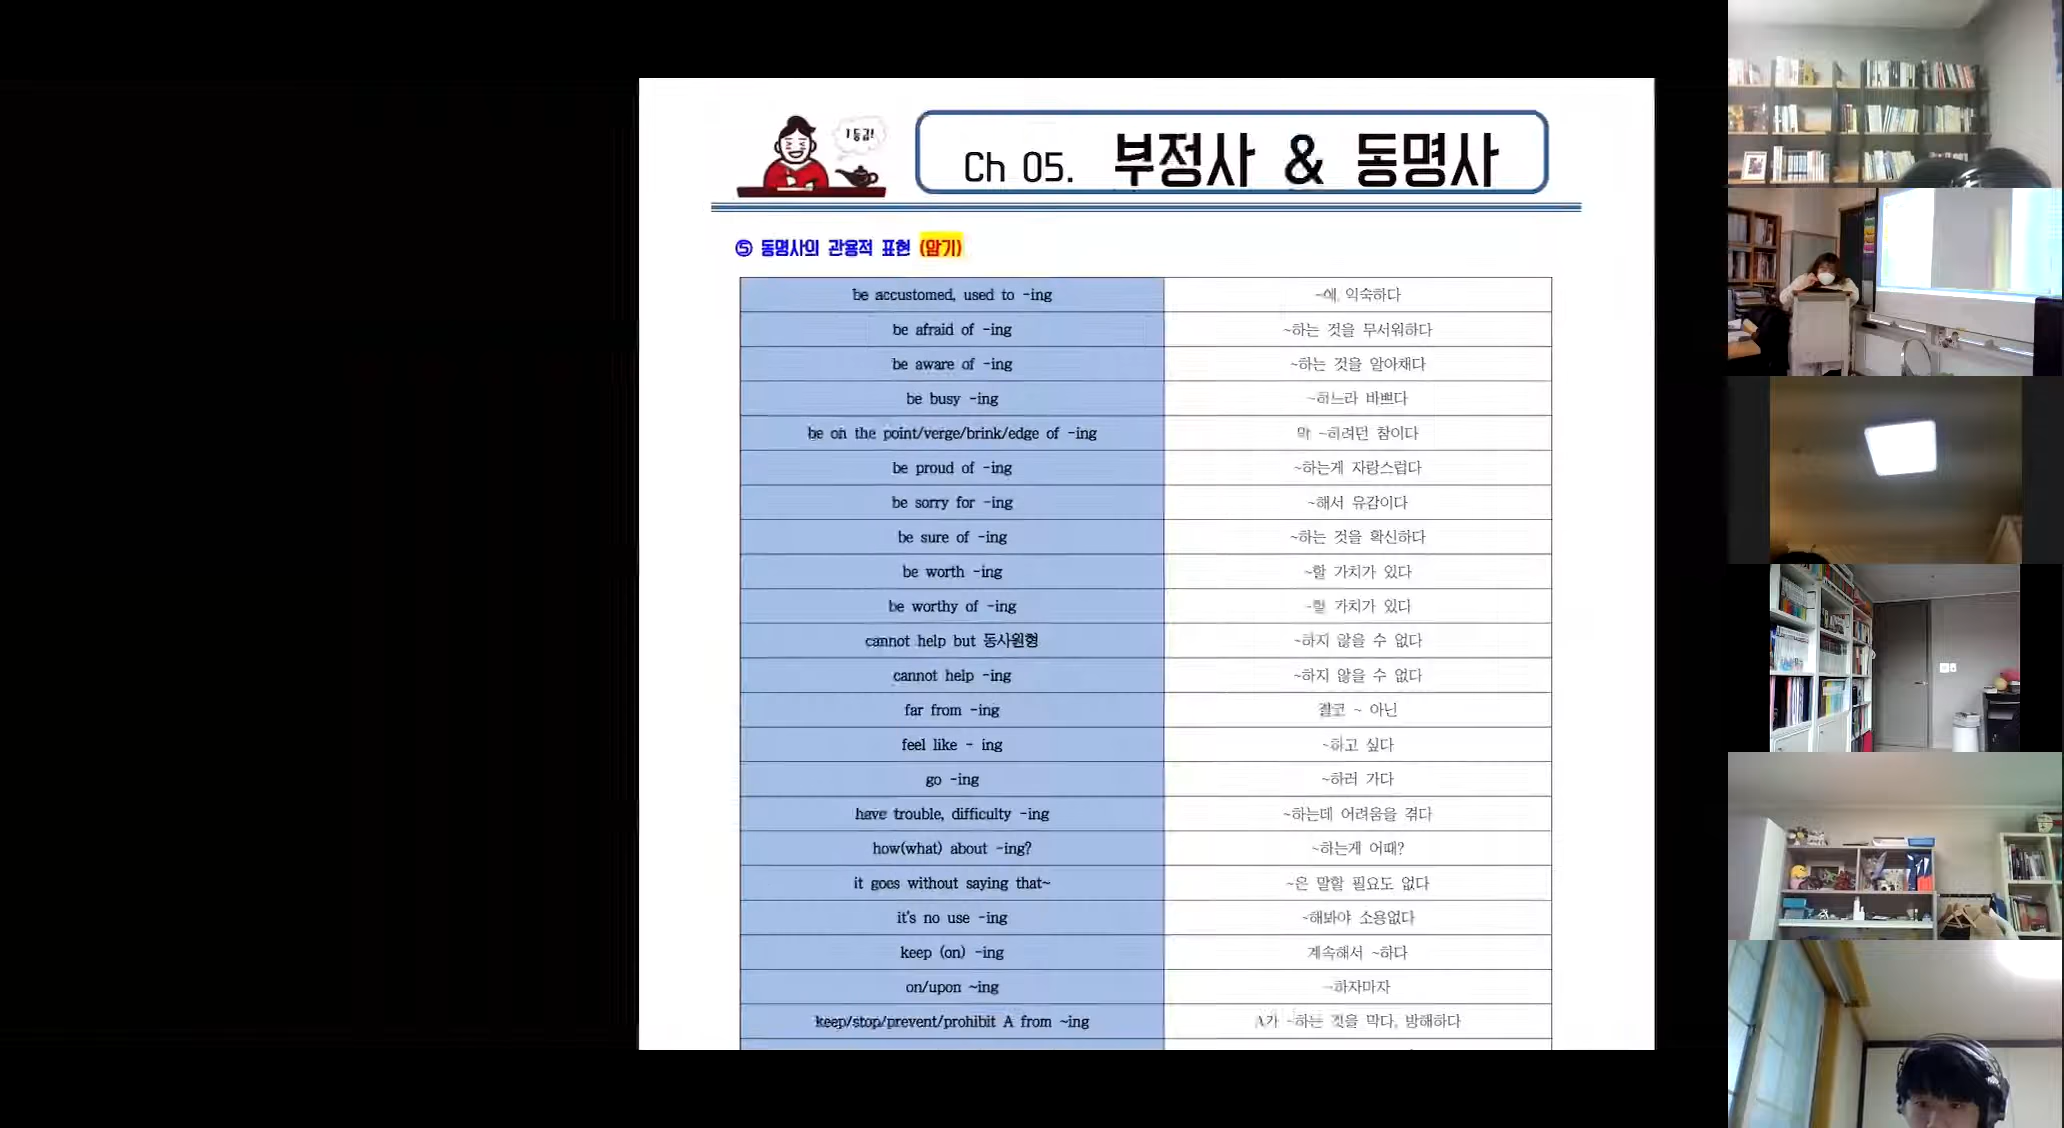 1등급!
Ch 05. 부정사 & 동명사
⑤ 동명사의 관용적 표현 (암기)
be accustomed, used to -ing ~에 익숙하다
be afraid of -ing ~하는 것을 무서워하다
be aware of -ing ~하는 것을 알아채다
be busy -ing ~하느라 바쁘다
be on the point/verge/brink/edge of -ing 막 ~하려던 참이다
be proud of -ing ~하는게 자랑스럽다
be sorry for -ing ~해서 유감이다
be sure of -ing ~하는 것을 확신하다
be worth -ing ~할 가치가 있다
be worthy of -ing ~할 가치가 있다
cannot help but 동사원형 ~하지 않을 수 없다
cannot help -ing ~하지 않을 수 없다
far from -ing 결코 ~ 아닌
feel like - ing ~하고 싶다
go -ing ~하러 가다
have trouble, difficulty -ing ~하는데 어려움을 겪다
how(what) about -ing? ~하는게 어때?
it goes without saying that~ ~은 말할 필요도 없다
it's no use -ing ~해봐야 소용없다
keep (on) -ing 계속해서 ~하다
on/upon ~ing ~하자마자
keep/stop/prevent/prohibit A from ~ing A가 ~하는 것을 막다, 방해하다